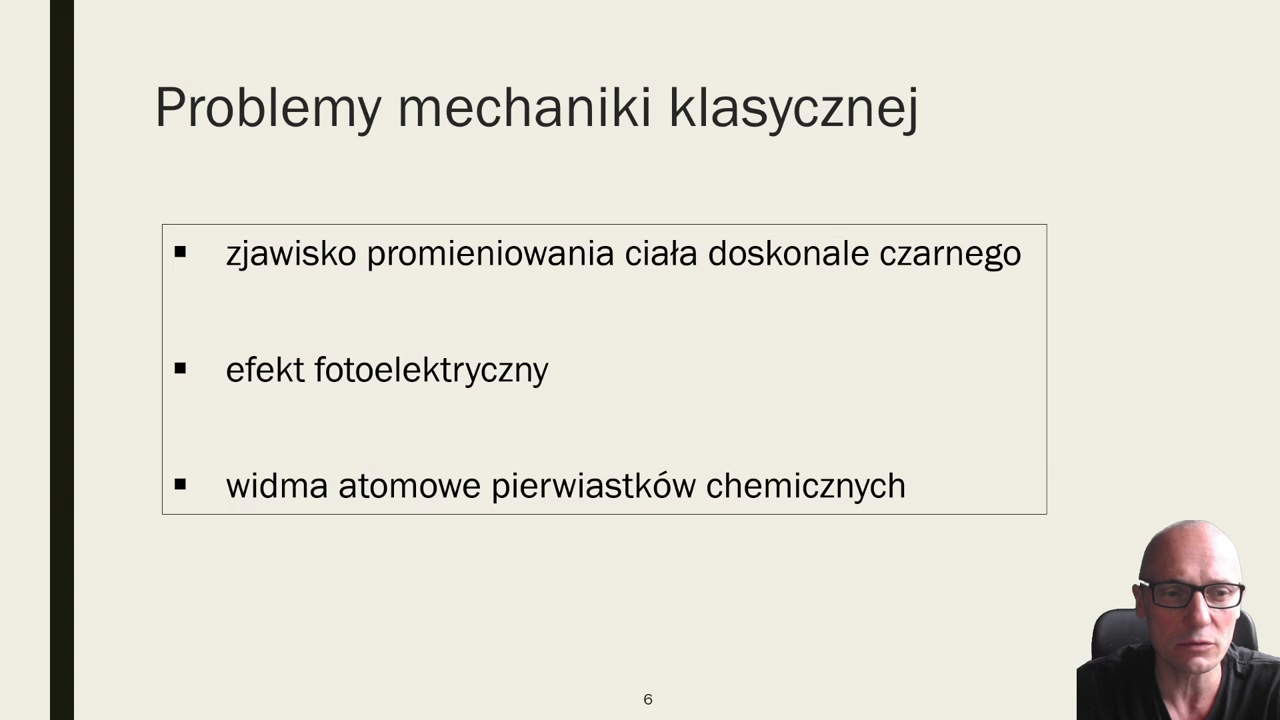 Problemy mechaniki klasycznej
▪ zjawisko promieniowania ciała doskonale czarnego
▪ efekt fotoelektryczny
▪ widma atomowe pierwiastków chemicznych
6